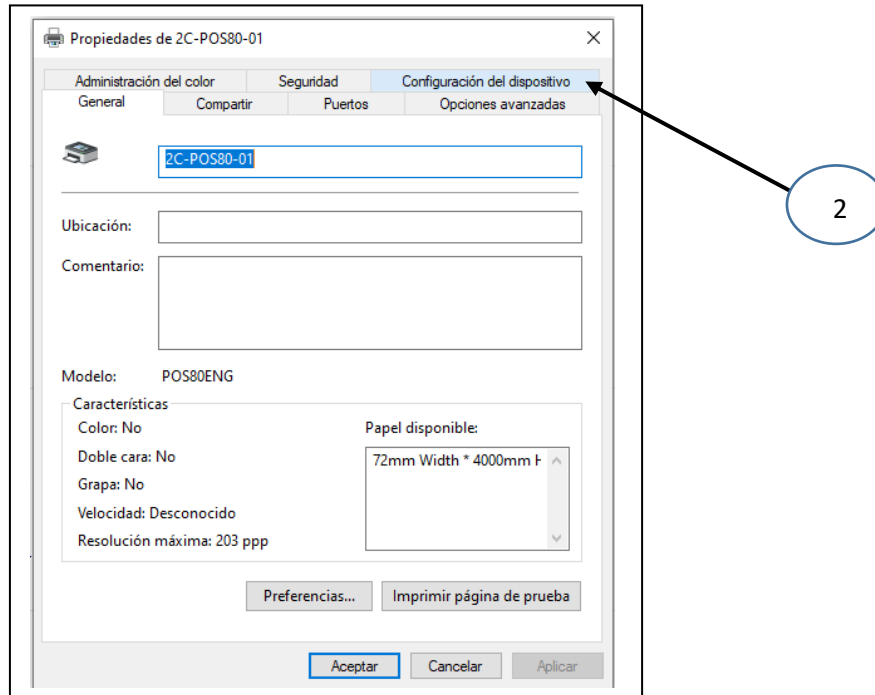 Propiedades de 2C-POS80-01
Administración del color Seguridad Configuración del dispositivo
General Compartir Puertos Opciones avanzadas
2C-POS80-01
2
Ubicación:
Comentario:
Modelo: POS80ENG
Características
Color: No Papel disponible:
Doble cara: No 72mm Width * 4000mm H
Grapa: No
Velocidad: Desconocido
Resolución máxima: 203 ppp
Preferencias... Imprimir página de prueba
Aceptar Cancelar Aplicar